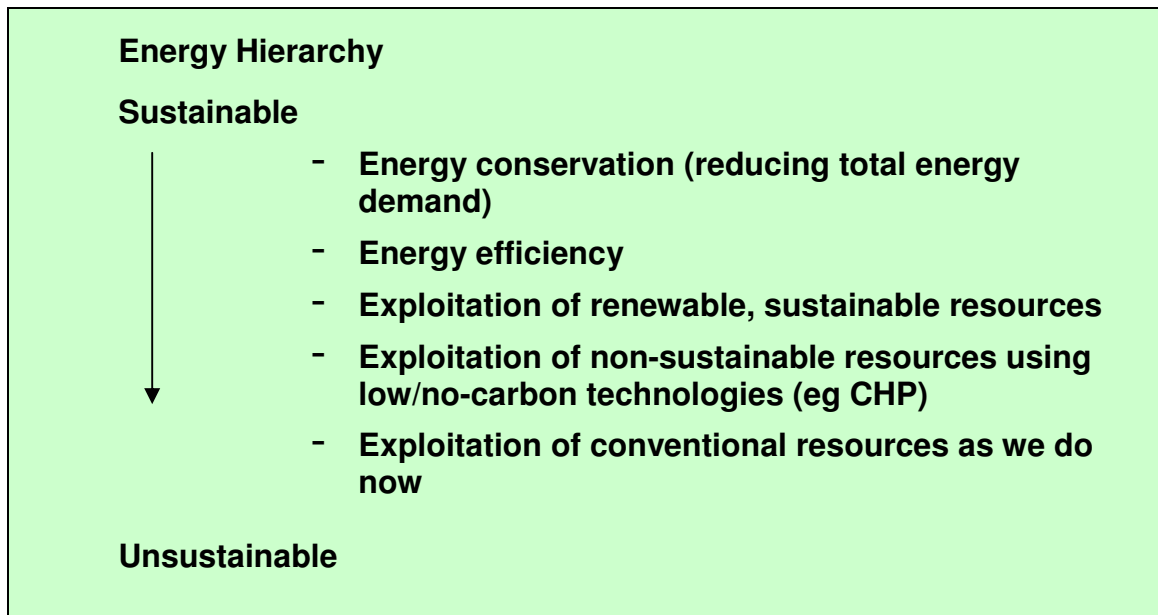 Energy Hierarchy
Sustainable
- Energy conservation (reducing total energy
demand)
- Energy efficiency
- Exploitation of renewable, sustainable resources
- Exploitation of non-sustainable resources using
low/no-carbon technologies (eg CHP)
- Exploitation of conventional resources as we do
now
Unsustainable